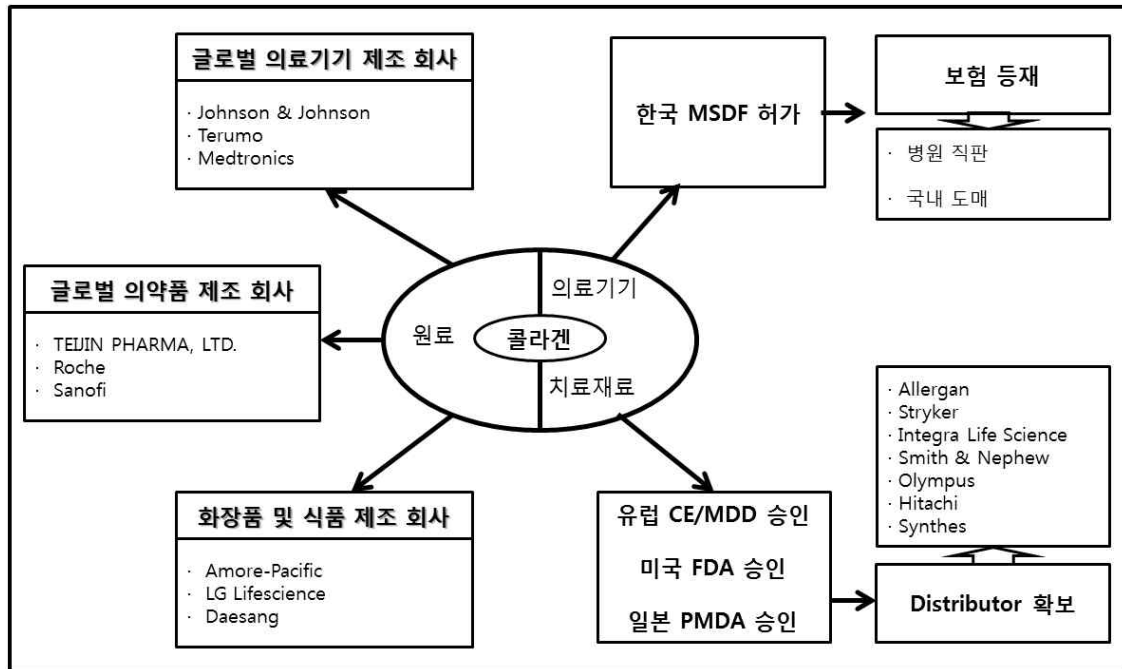 글로벌 의료기기 제조 회사
· Johnson & Johnson
· Terumo
· Medtronics
한국 MSDF 허가
보험 등재
· 병원 직판
· 국내 도매
글로벌 의약품 제조 회사
· TEIJIN PHARMA, LTD.
· Roche
· Sanofi
원료
의료기기
콜라겐
치료재료
화장품 및 식품 제조 회사
· Amore-Pacific
· LG Lifescience
· Daesang
유럽 CE/MDD 승인
미국 FDA 승인
일본 PMDA 승인
· Allergan
· Stryker
· Integra Life Science
· Smith & Nephew
· Olympus
· Hitachi
· Synthes
Distributor 확보